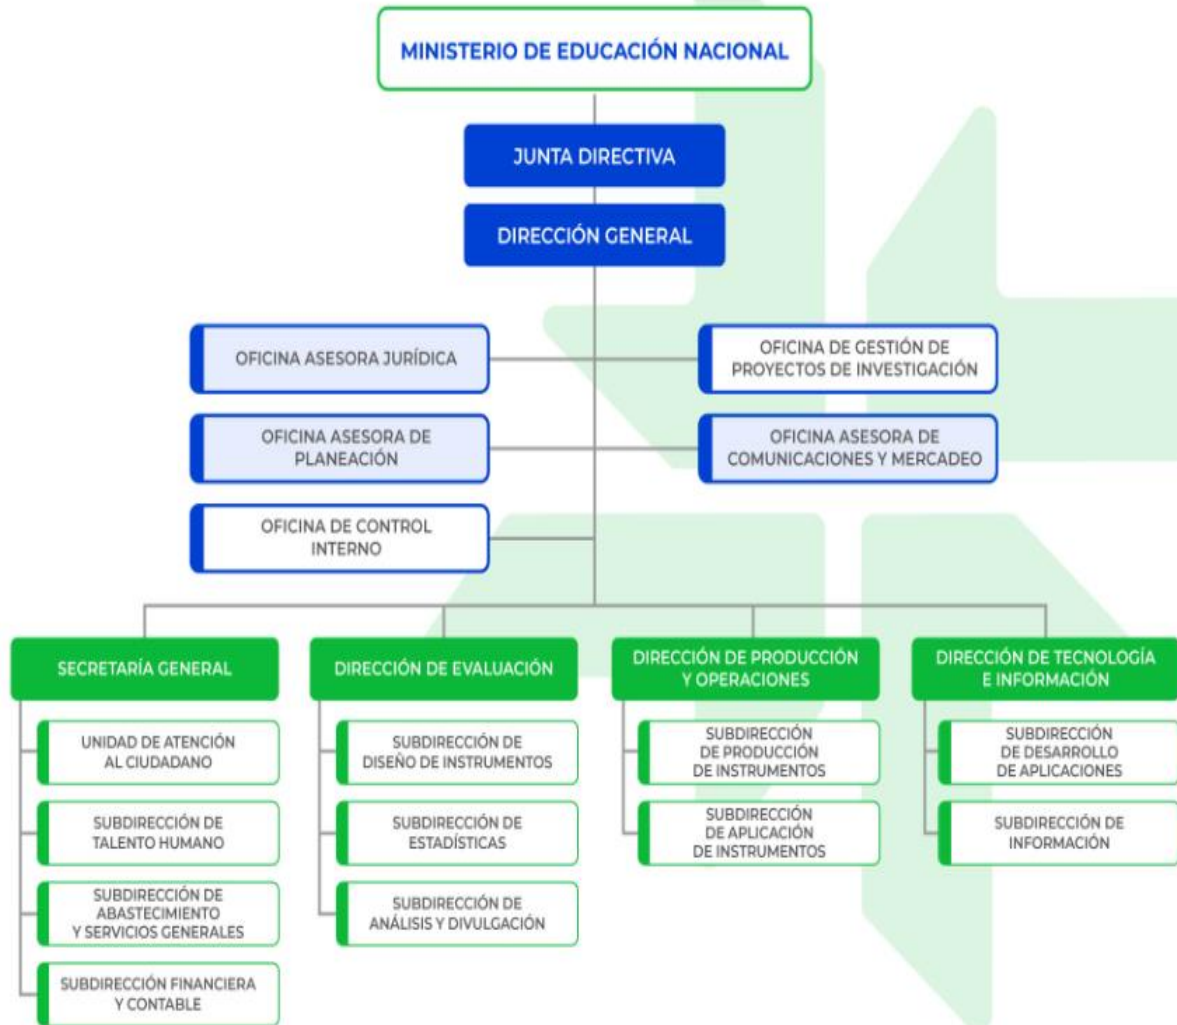 MINISTERIO DE EDUCACIÓN NACIONAL
JUNTA DIRECTIVA
DIRECCIÓN GENERAL
OFICINA ASESORA JURÍDICA
OFICINA DE GESTIÓN DE
PROYECTOS DE INVESTIGACIÓN
OFICINA ASESORA DE
PLANEACIÓN
OFICINA ASESORA DE
COMUNICACIONES Y MERCADEO
OFICINA DE CONTROL
INTERNO
SECRETARÍA GENERAL
UNIDAD DE ATENCIÓN
AL CIUDADANO
SUBDIRECCIÓN DE
TALENTO HUMANO
SUBDIRECCIÓN DE
ABASTECIMIENTO
Y SERVICIOS GENERALES
SUBDIRECCIÓN FINANCIERA
Y CONTABLE
DIRECCIÓN DE EVALUACIÓN
SUBDIRECCIÓN DE
DISEÑO DE INSTRUMENTOS
SUBDIRECCIÓN DE
ESTADÍSTICAS
SUBDIRECCIÓN DE
ANÁLISIS Y DIVULGACIÓN
DIRECCIÓN DE PRODUCCIÓN
Y OPERACIONES
SUBDIRECCIÓN
DE PRODUCCIÓN
DE INSTRUMENTOS
SUBDIRECCIÓN
DE APLICACIÓN
DE INSTRUMENTOS
DIRECCIÓN DE TECNOLOGÍA
E INFORMACIÓN
SUBDIRECCIÓN
DE DESARROLLO
DE APLICACIONES
SUBDIRECCIÓN DE
INFORMACIÓN